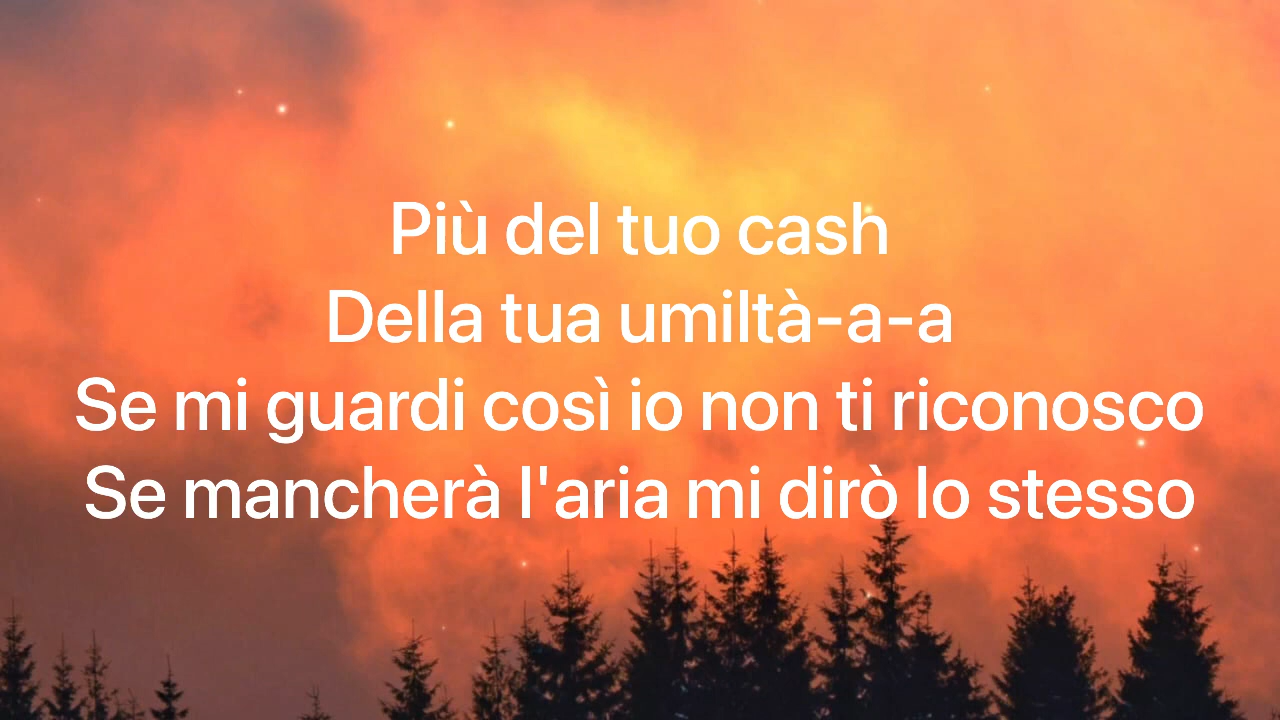 Più del tuo cash
Della tua umiltà-a-a
Se mi guardi così io non ti riconosco
Se mancherà l'aria mi dirò lo stesso